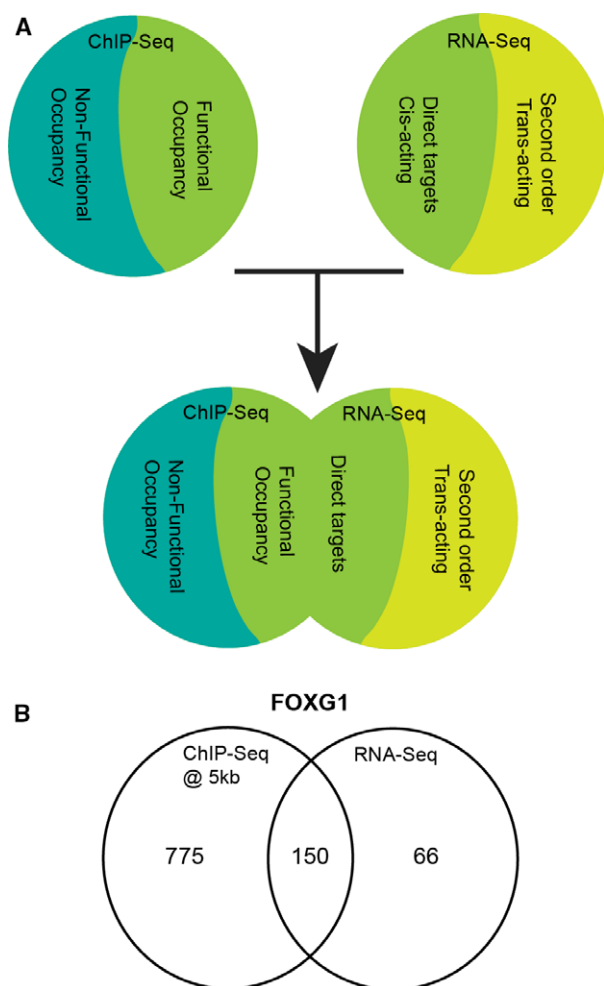 A
ChIP-Seq
Non-Functional
Occupancy
Functional
Occupancy
RNA-Seq
Direct targets
Cis-acting
Second order
Trans-acting
ChIP-Seq
Non-Functional
Occupancy
Functional
Occupancy
RNA-Seq
Direct targets
Second order
Trans-acting
B
FOXG1
ChIP-Seq
@ 5kb
RNA-Seq
775
150
66